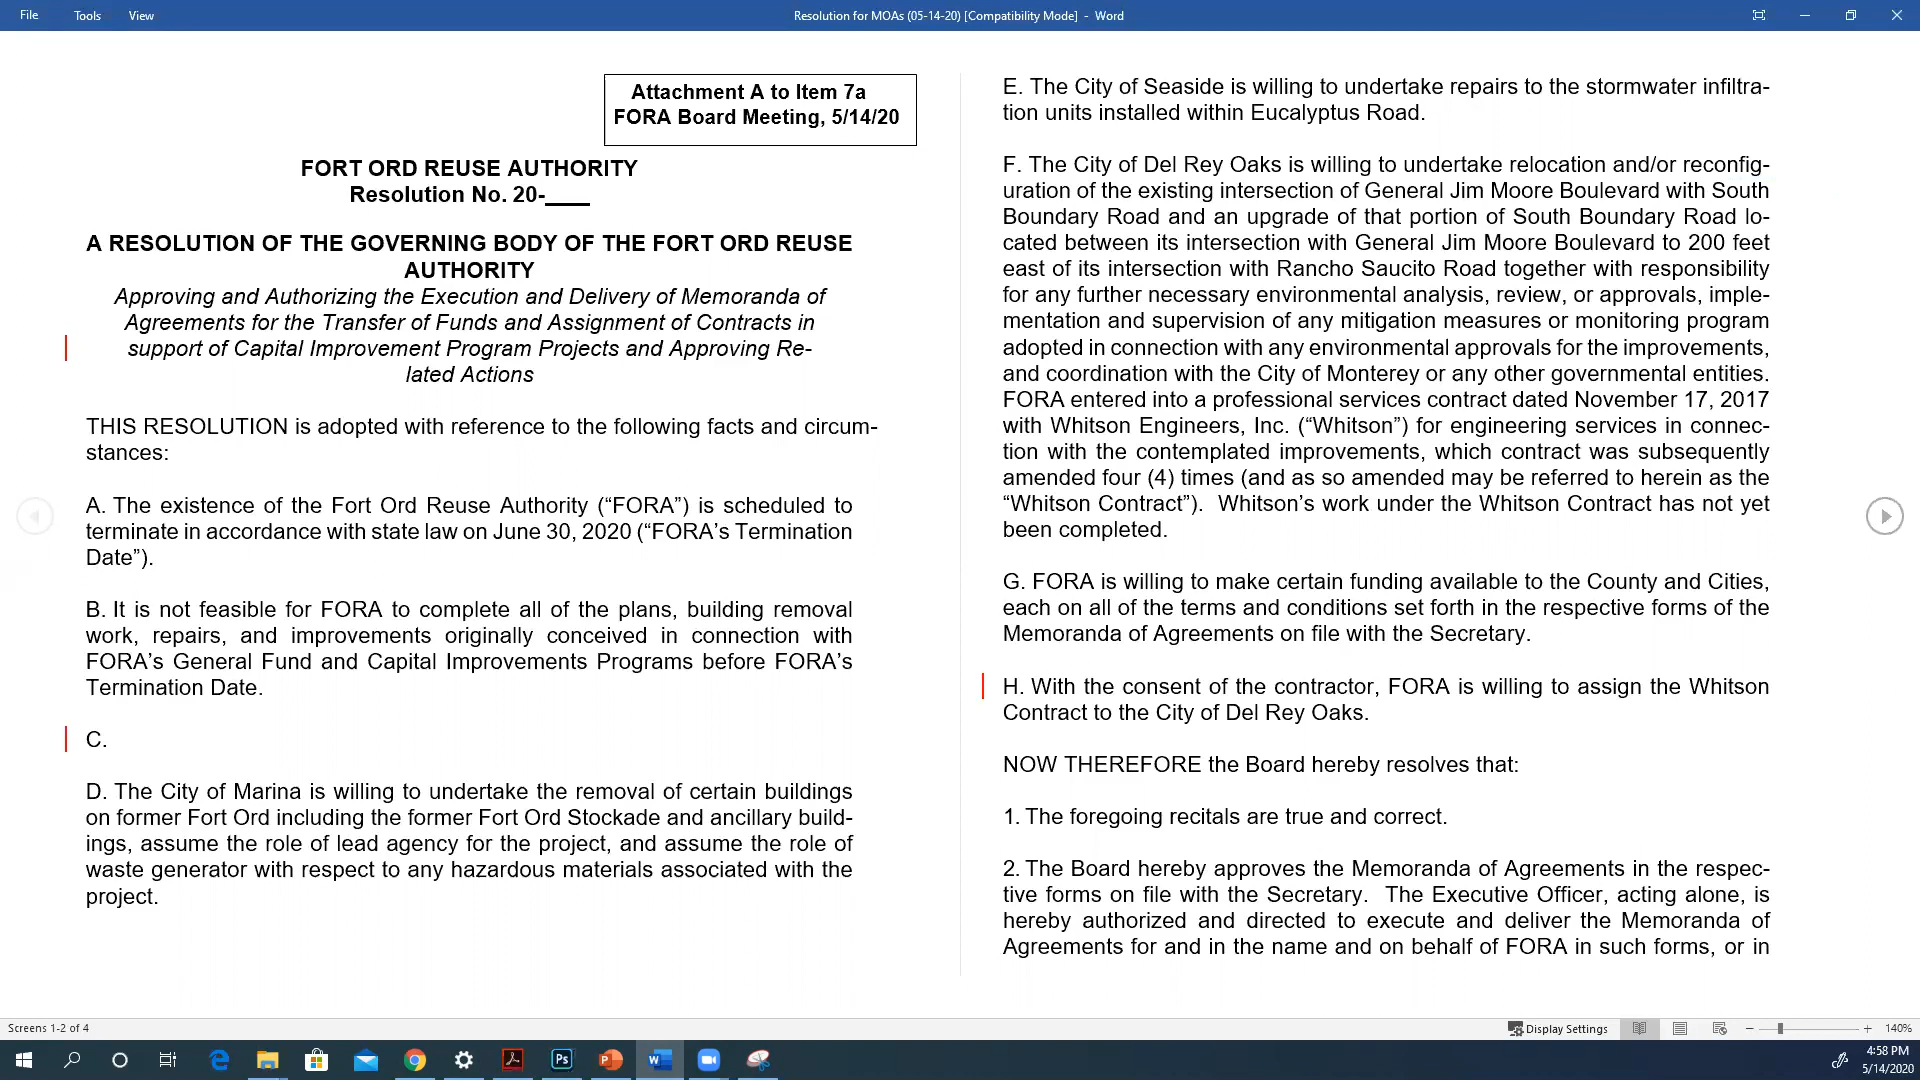 File Tools View
Resolution for MOAs (05-14-20) [Compatibility Mode] - Word
Attachment A to Item 7a
FORA Board Meeting, 5/14/20
FORT ORD REUSE AUTHORITY
Resolution No. 20-____
A RESOLUTION OF THE GOVERNING BODY OF THE FORT ORD REUSE
AUTHORITY
Approving and Authorizing the Execution and Delivery of Memoranda of
Agreements for the Transfer of Funds and Assignment of Contracts in
support of Capital Improvement Program Projects and Approving Re-
lated Actions
THIS RESOLUTION is adopted with reference to the following facts and circum-
stances:
A. The existence of the Fort Ord Reuse Authority (“FORA”) is scheduled to
terminate in accordance with state law on June 30, 2020 (“FORA’s Termination
Date”).
B. It is not feasible for FORA to complete all of the plans, building removal
work, repairs, and improvements originally conceived in connection with
FORA’s General Fund and Capital Improvements Programs before FORA’s
Termination Date.
C.
D. The City of Marina is willing to undertake the removal of certain buildings
on former Fort Ord including the former Fort Ord Stockade and ancillary build-
ings, assume the role of lead agency for the project, and assume the role of
waste generator with respect to any hazardous materials associated with the
project.
E. The City of Seaside is willing to undertake repairs to the stormwater infiltra-
tion units installed within Eucalyptus Road.
F. The City of Del Rey Oaks is willing to undertake relocation and/or reconfig-
uration of the existing intersection of General Jim Moore Boulevard with South
Boundary Road and an upgrade of that portion of South Boundary Road lo-
cated between its intersection with General Jim Moore Boulevard to 200 feet
east of its intersection with Rancho Saucito Road together with responsibility
for any further necessary environmental analysis, review, or approvals, imple-
mentation and supervision of any mitigation measures or monitoring program
adopted in connection with any environmental approvals for the improvements,
and coordination with the City of Monterey or any other governmental entities.
FORA entered into a professional services contract dated November 17, 2017
with Whitson Engineers, Inc. (“Whitson”) for engineering services in connec-
tion with the contemplated improvements, which contract was subsequently
amended four (4) times (and as so amended may be referred to herein as the
“Whitson Contract”).  Whitson’s work under the Whitson Contract has not yet
been completed.
G. FORA is willing to make certain funding available to the County and Cities,
each on all of the terms and conditions set forth in the respective forms of the
Memoranda of Agreements on file with the Secretary.
H. With the consent of the contractor, FORA is willing to assign the Whitson
Contract to the City of Del Rey Oaks.
NOW THEREFORE the Board hereby resolves that:
1. The foregoing recitals are true and correct.
2. The Board hereby approves the Memoranda of Agreements in the respec-
tive forms on file with the Secretary.  The Executive Officer, acting alone, is
hereby authorized and directed to execute and deliver the Memoranda of
Agreements for and in the name and on behalf of FORA in such forms, or in
Screens 1-2 of 4
Display Settings
140%
Ps
4:58 PM
5/14/2020